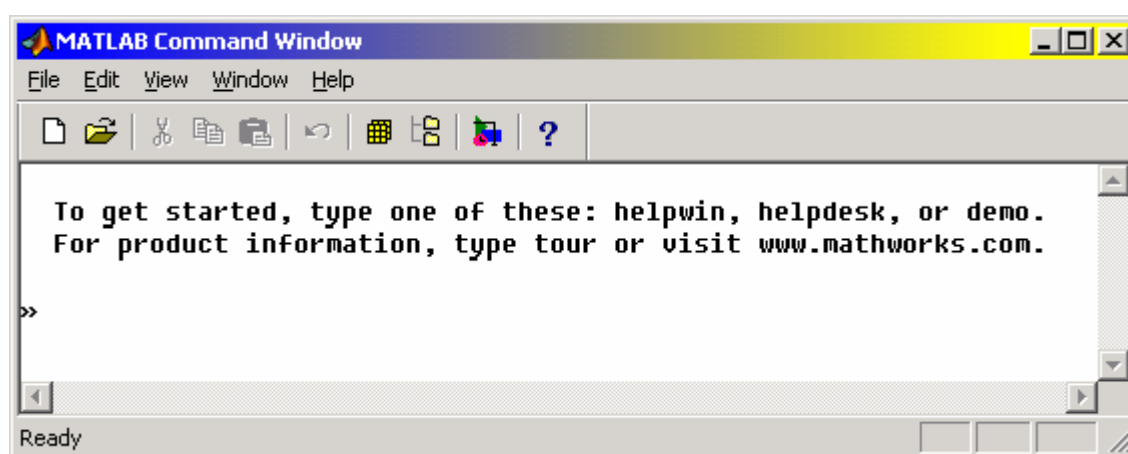 MATLAB Command Window
File Edit View Window Help
?
To get started, type one of these: helpwin, helpdesk, or demo.
For product information, type tour or visit www.mathworks.com.
»
Ready